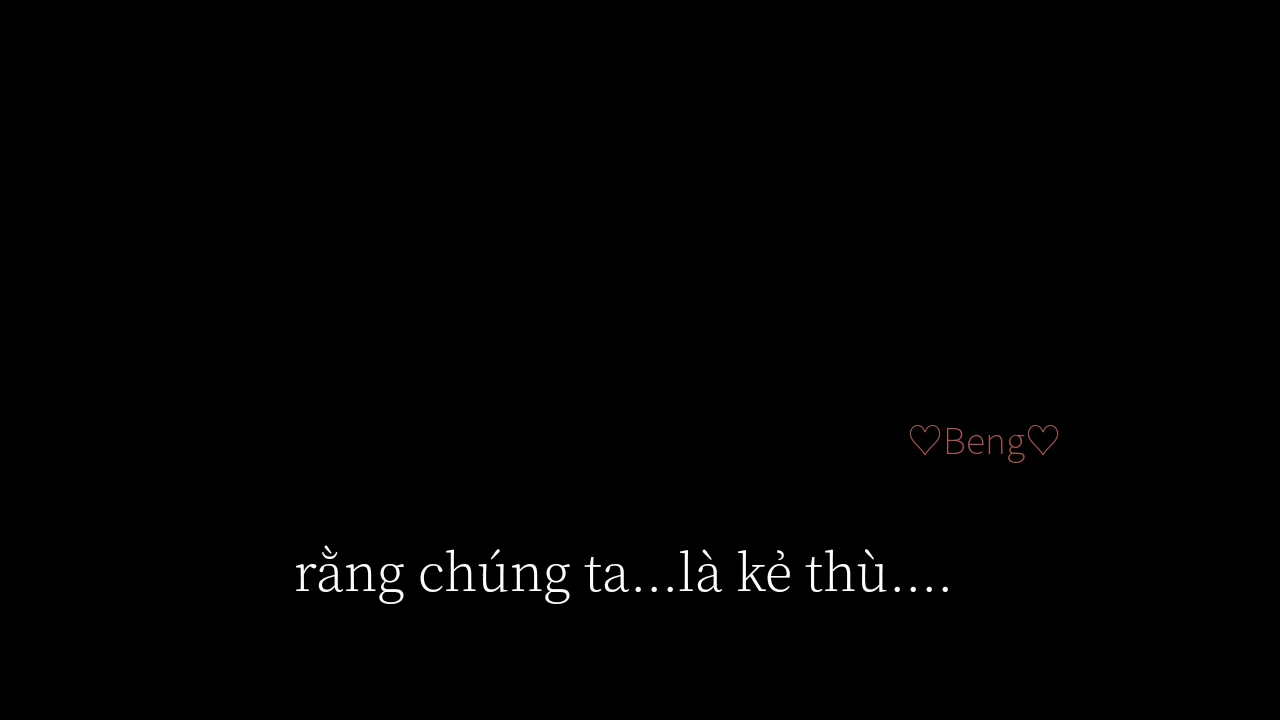 ♡Beng♡
rằng chúng ta...là kẻ thù....